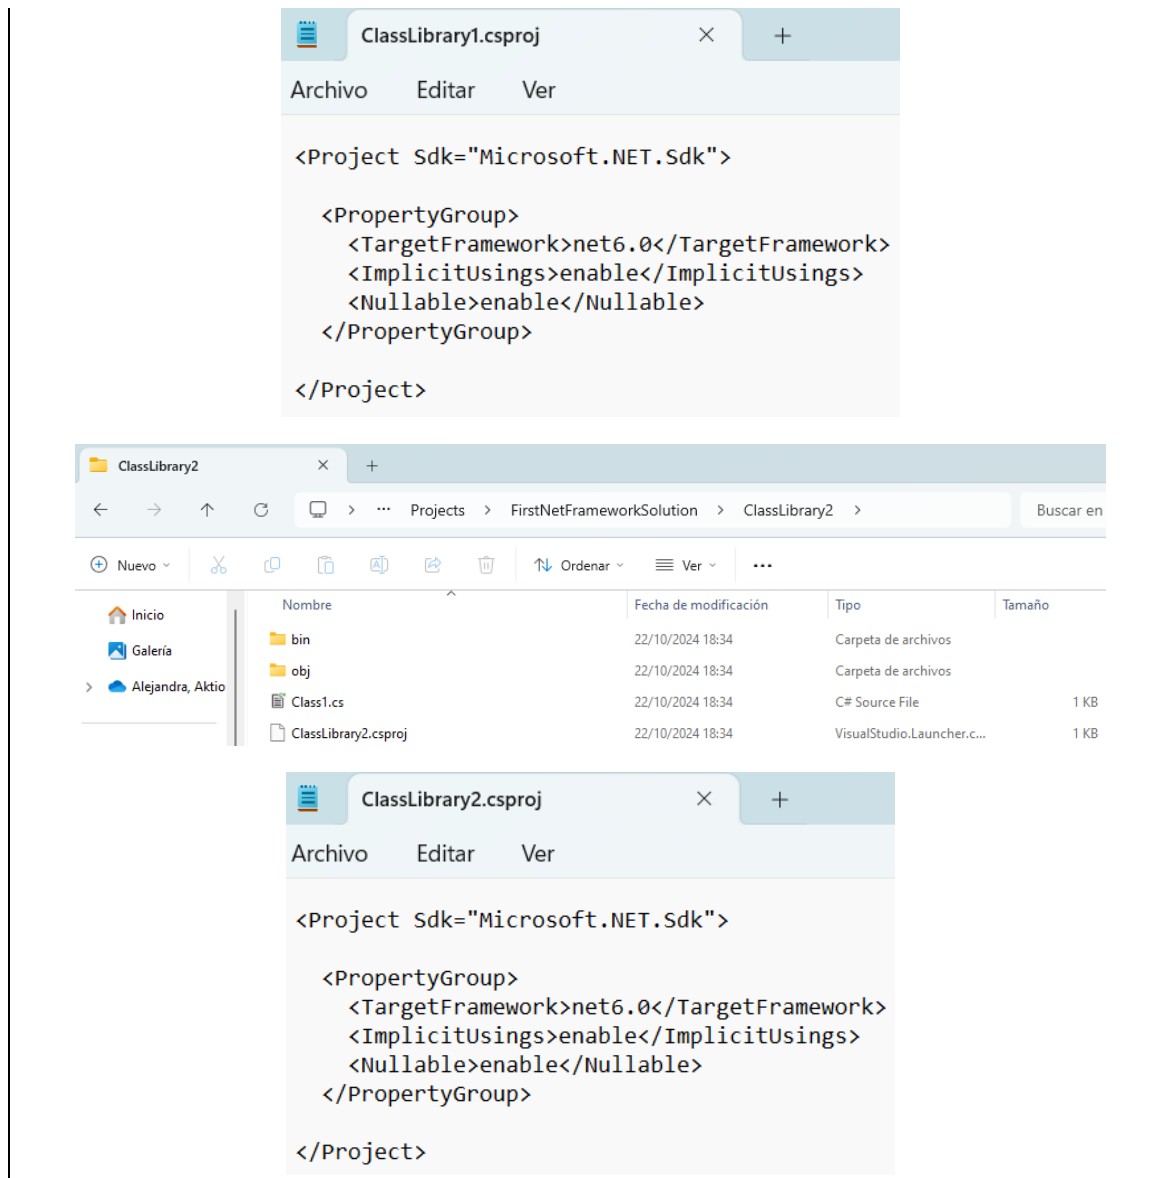 ClassLibrary1.csproj
Archivo Editar Ver
<Project Sdk="Microsoft.NET.Sdk">
<PropertyGroup>
<TargetFramework>net6.0</TargetFramework>
<ImplicitUsings>enable</ImplicitUsings>
<Nullable>enable</Nullable>
</PropertyGroup>
</Project>
ClassLibrary2
Projects > FirstNetFrameworkSolution > ClassLibrary2 >
Buscar en
Nuevo Ordenar Ver
Inicio
Galería
Alejandra, Aktio
Nombre Fecha de modificación Tipo Tamaño
bin 22/10/2024 18:34 Carpeta de archivos
obj 22/10/2024 18:34 Carpeta de archivos
Class1.cs 22/10/2024 18:34 C# Source File 1 KB
ClassLibrary2.csproj 22/10/2024 18:34 VisualStudio.Launcher.c... 1 KB
ClassLibrary2.csproj
Archivo Editar Ver
<Project Sdk="Microsoft.NET.Sdk">
<PropertyGroup>
<TargetFramework>net6.0</TargetFramework>
<ImplicitUsings>enable</ImplicitUsings>
<Nullable>enable</Nullable>
</PropertyGroup>
</Project>